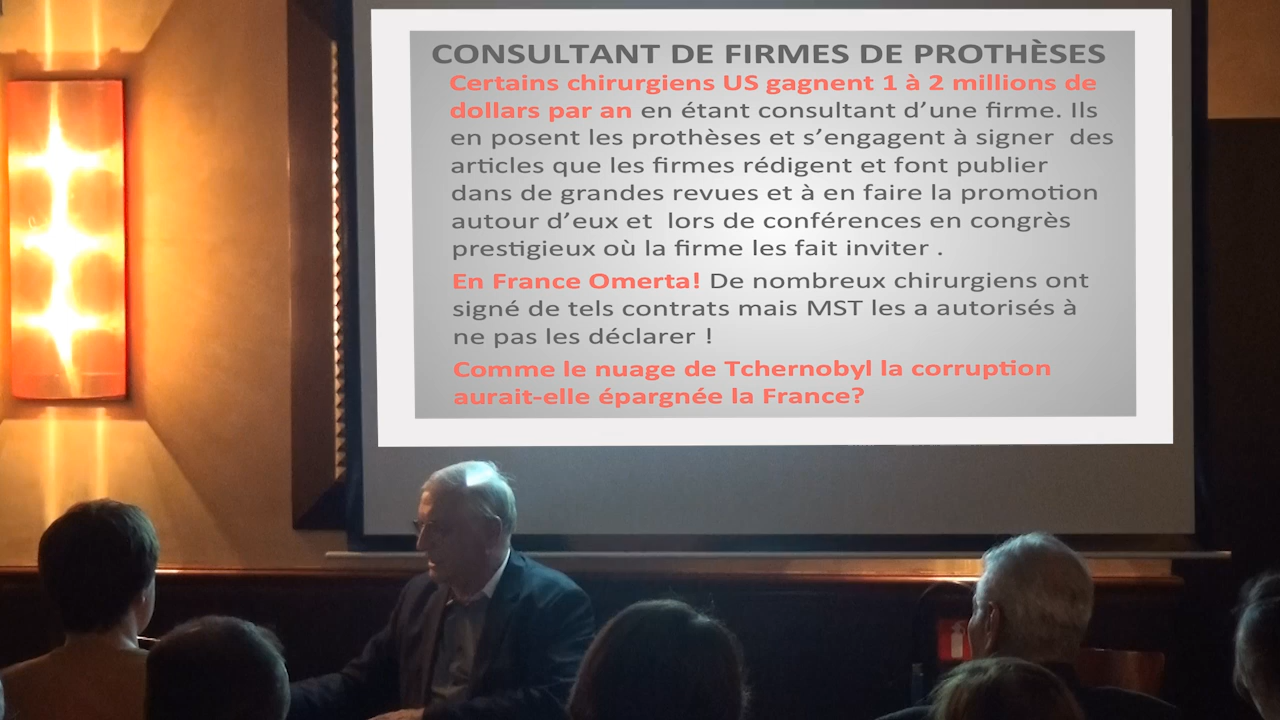 CONSULTANT DE FIRMES DE PROTHÈSES
Certains chirurgiens US gagnent 1 à 2 millions de
dollars par an en étant consultant d’une firme. Ils
en posent les prothèses et s’engagent à signer des
articles que les firmes rédigent et font publier
dans de grandes revues et à en faire la promotion
autour d’eux et lors de conférences en congrès
prestigieux où la firme les fait inviter .
En France Omerta! De nombreux chirurgiens ont
signé de tels contrats mais MST les a autorisés à
ne pas les déclarer !
Comme le nuage de Tchernobyl la corruption
aurait-elle épargnée la France?